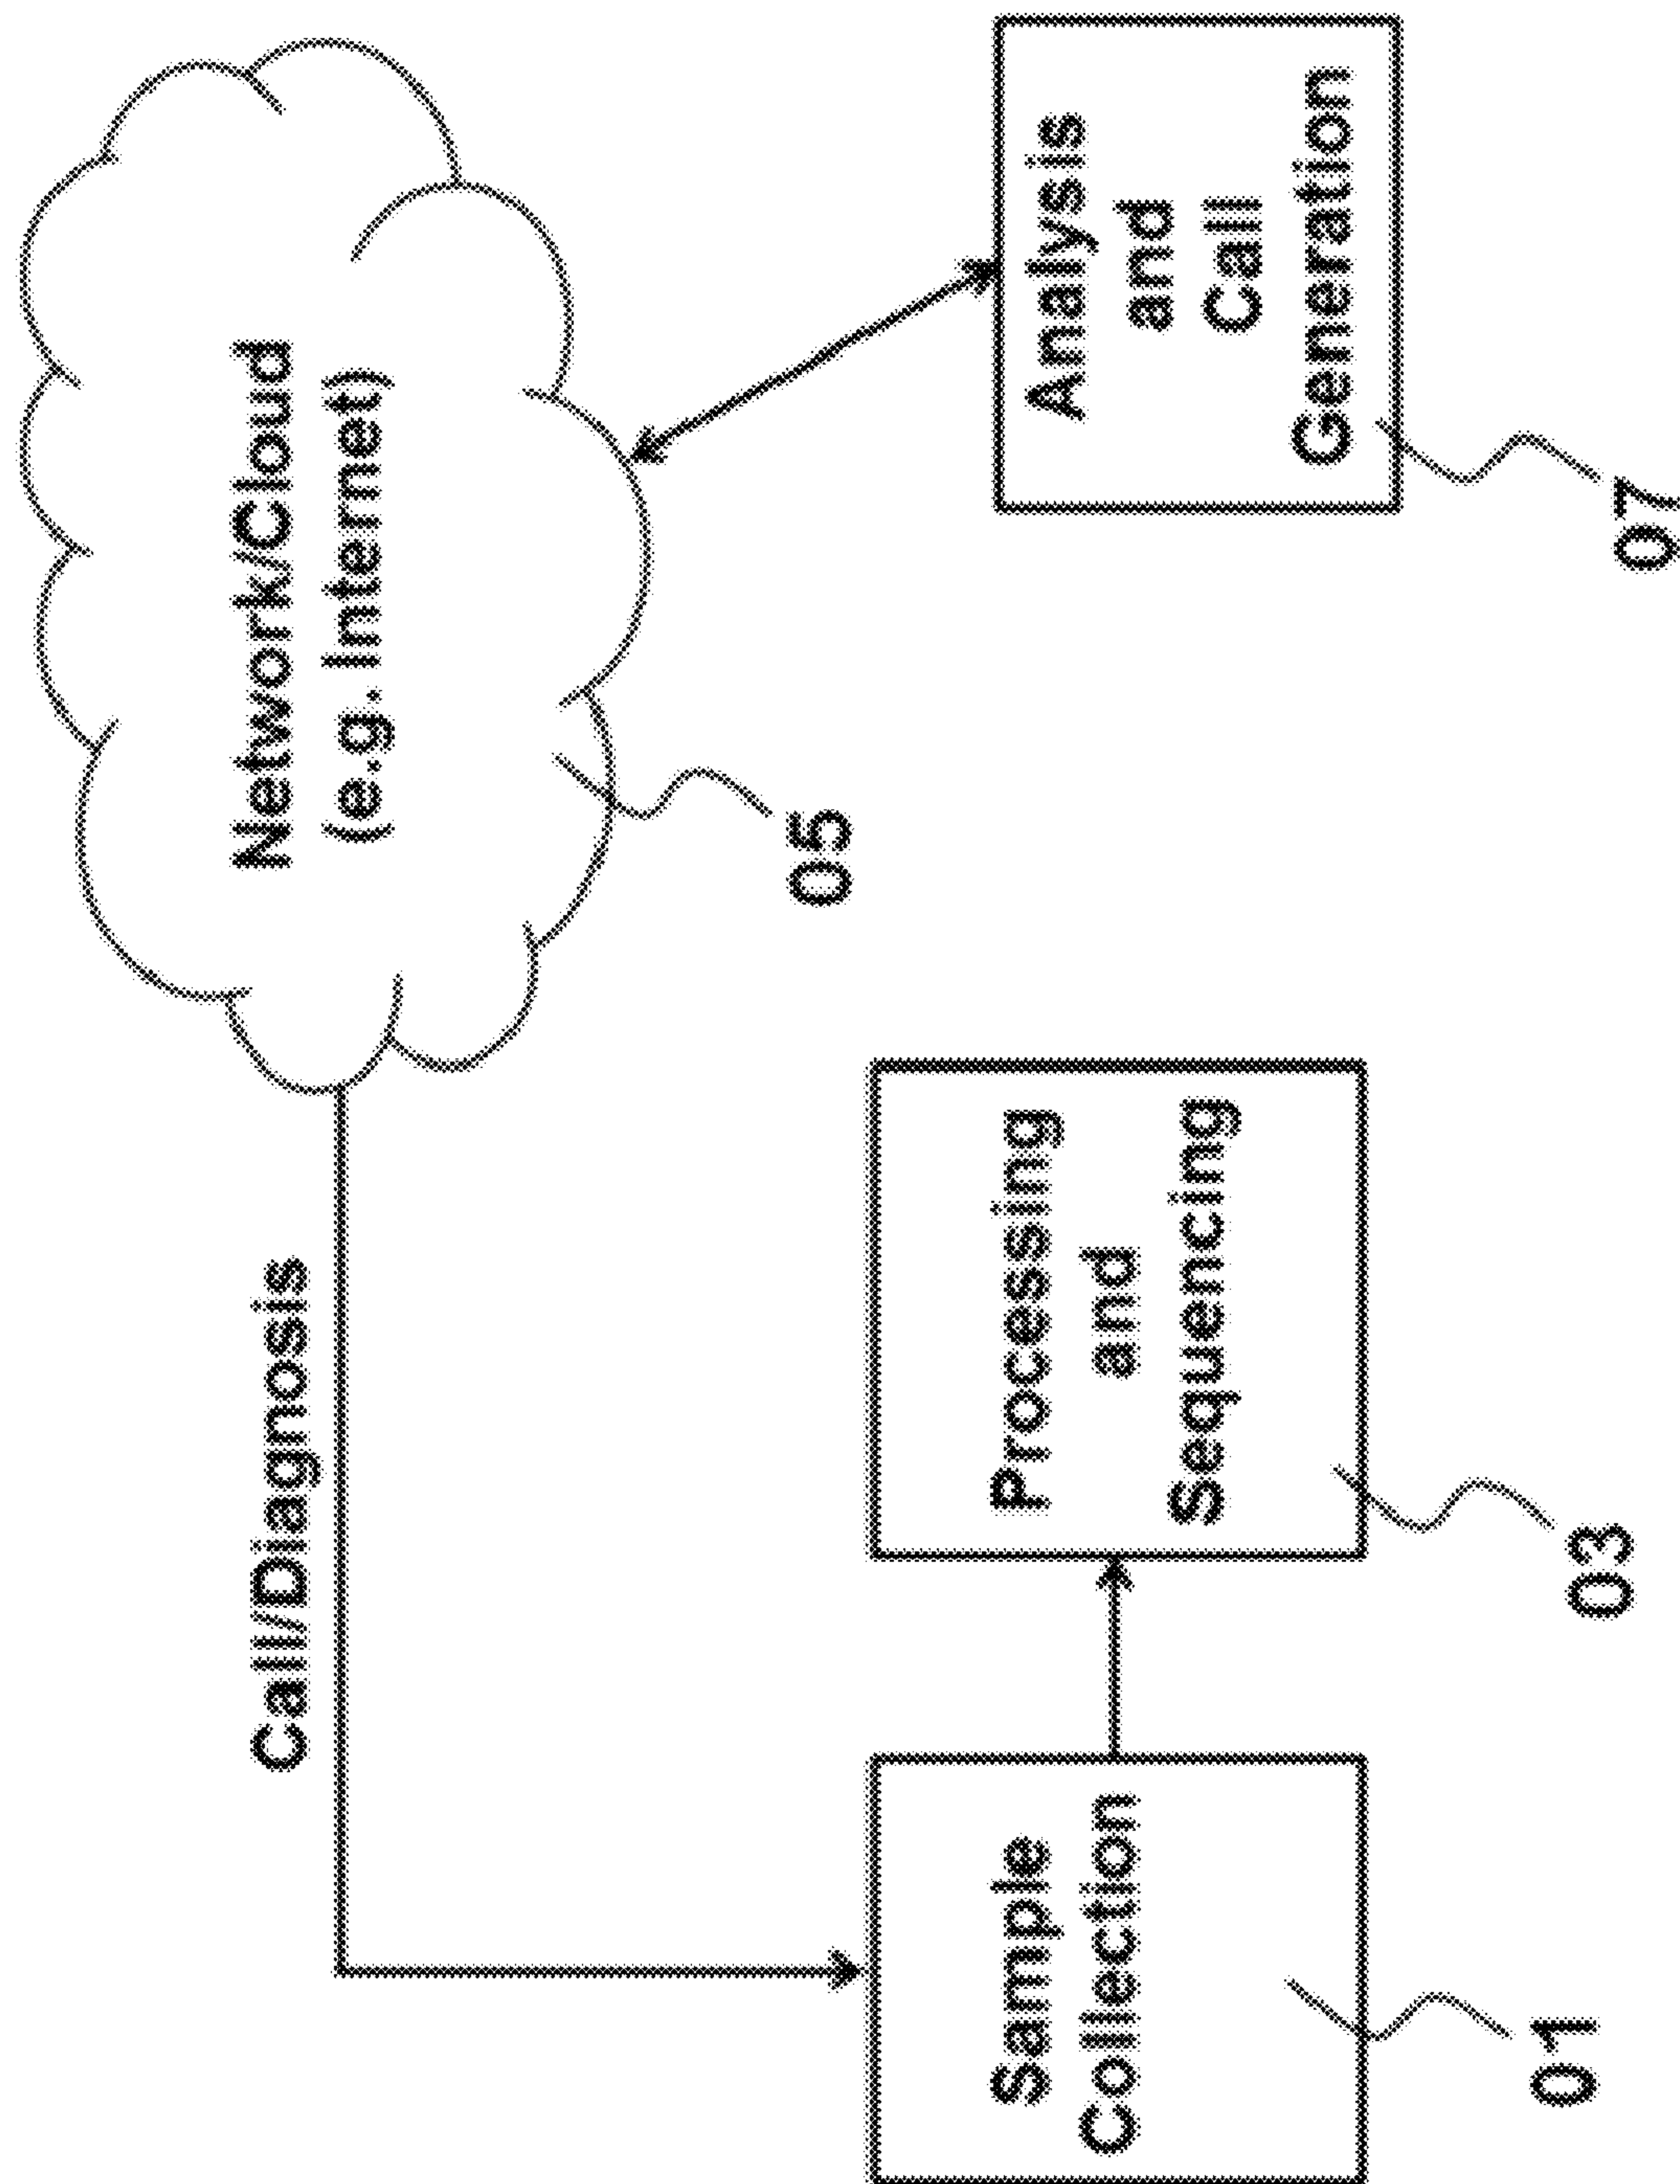 Network/Cloud
(e.g. Internet)
05
Call/Diagnosis
Sample
Collection
01
Processing
and
Sequencing
03
Analysis
and
Call
Generation
07